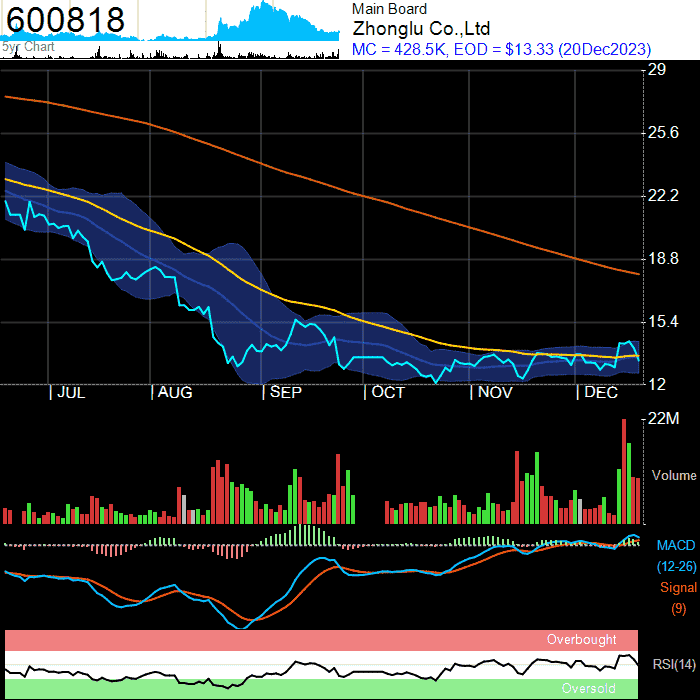 600818
5yr Chart
Main Board
Zhonglu Co.,Ltd
MC = 428.5K, EOD = $13.33 (20Dec2023)
29
25.6
22.2
18.8
15.4
12
JUL AUG SEP OCT NOV DEC
22M
Volume
MACD
(12-26)
Signal
(9)
Overbought
RSI(14)
Oversold